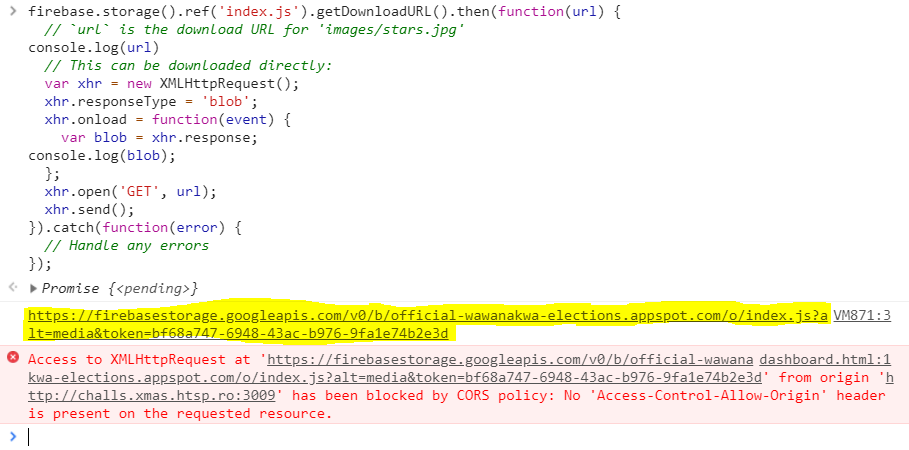 firebase.storage().ref('index.js').getDownloadURL().then(function(url) {
// `url` is the download URL for 'images/stars.jpg'
console.log(url)
// This can be downloaded directly:
var xhr = new XMLHttpRequest();
xhr.responseType = 'blob';
xhr.onload = function(event) {
var blob = xhr.response;
console.log(blob);
};
xhr.open('GET', url);
xhr.send();
}).catch(function(error) {
// Handle any errors
});
Promise {<pending>}
https://firebasestorage.googleapis.com/v0/b/official-wawanakwa-elections.appspot.com/o/index.js?a VM871:3
lt=media&token=bf68a747-6948-43ac-b976-9fa1e74b2e3d
Access to XMLHttpRequest at 'https://firebasestorage.googleapis.com/v0/b/official-wawana dashboard.html:1
kwa-elections.appspot.com/o/index.js?alt=media&token=bf68a747-6948-43ac-b976-9fa1e74b2e3d' from origin 'h
ttp://challs.xmas.htsp.ro:3009' has been blocked by CORS policy: No 'Access-Control-Allow-Origin' header
is present on the requested resource.